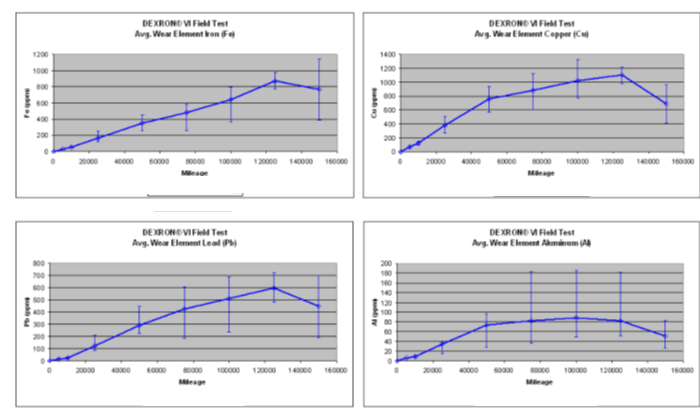 DEXRON® VI Field Test
Avg. Wear Element Iron (Fe)
1200
1000
800
600
400
200
0
Fe (ppm)
0 20000 40000 60000 80000 100000 120000 140000 160000
Mileage
DEXRON® VI Field Test
Avg. Wear Element Copper (Cu)
1400
1200
1000
800
600
400
200
0
Cu (ppm)
0 20000 40000 60000 80000 100000 120000 140000 160000
Mileage
DEXRON® VI Field Test
Avg. Wear Element Lead (Pb)
800
700
600
500
400
300
200
100
0
Pb (ppm)
0 20000 40000 60000 80000 100000 120000 140000 160000
Mileage
DEXRON® VI Field Test
Avg. Wear Element Aluminum (Al)
200
180
160
140
120
100
80
60
40
20
0
Al (ppm)
0 20000 40000 60000 80000 100000 120000 140000 160000
Mileage